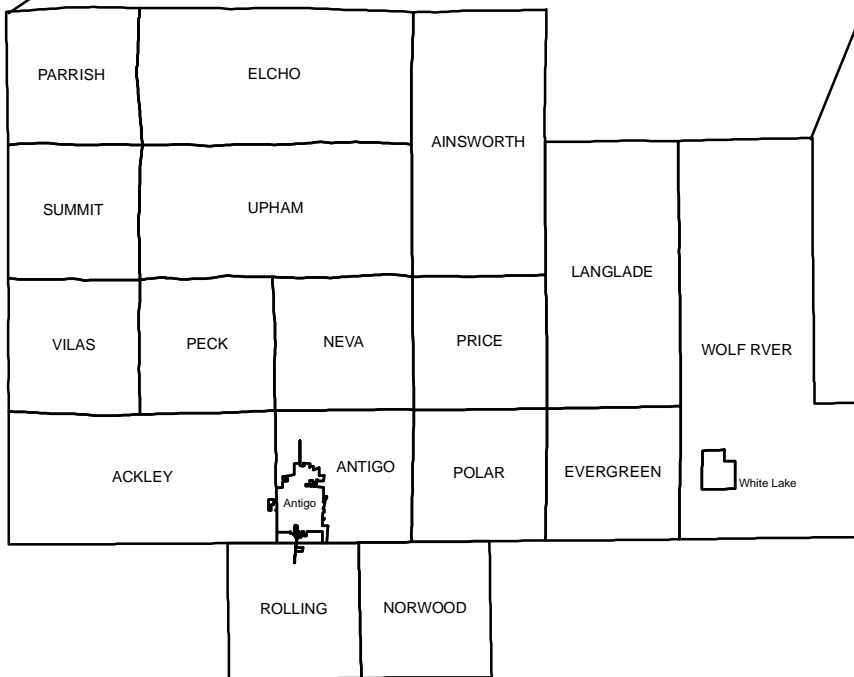 PARRISH
ELCHO
AINSWORTH
SUMMIT
UPHAM
LANGLADE
VILAS
PECK
NEVA
PRICE
WOLF RVER
ACKLEY
ANTIGO
POLAR
EVERGREEN
White Lake
Antigo
ROLLING
NORWOOD